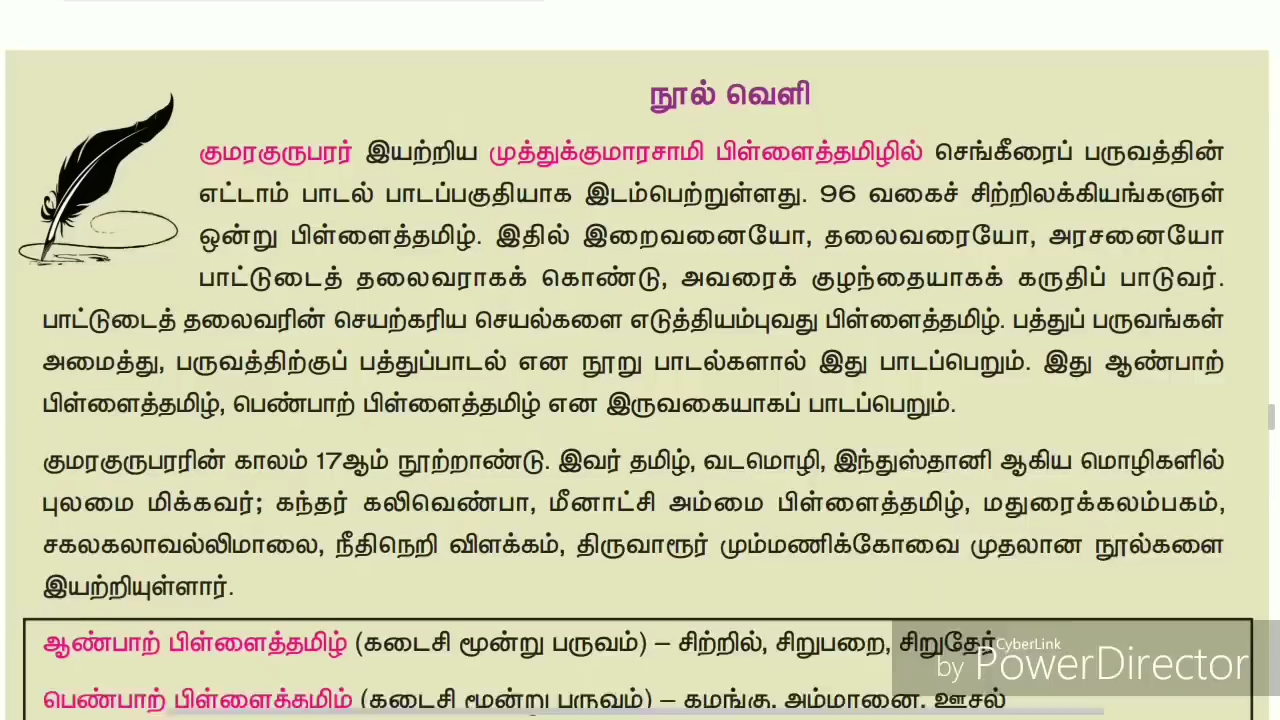 நூல் வெளி
குமரகுருபரர் இயற்றிய முத்துக்குமாரசாமி பிள்ளைத்தமிழில் செங்கீரைப் பருவத்தின்
எட்டாம் பாடல் பாடப்பகுதியாக இடம்பெற்றுள்ளது. 96 வகைச் சிற்றிலக்கியங்களுள்
ஒன்று பிள்ளைத்தமிழ். இதில் இறைவனையோ, தலைவரையோ, அரசனையோ
பாட்டுடைத் தலைவராகக் கொண்டு, அவரைக் குழந்தையாகக் கருதிப் பாடுவர்.
பாட்டுடைத் தலைவரின் செயற்கரிய செயல்களை எடுத்தியம்புவது பிள்ளைத்தமிழ். பத்துப் பருவங்கள்
அமைத்து, பருவத்திற்குப் பத்துப்பாடல் என நூறு பாடல்களால் இது பாடப்பெறும். இது ஆண்பாற்
பிள்ளைத்தமிழ், பெண்பாற் பிள்ளைத்தமிழ் என இருவகையாகப் பாடப்பெறும்.
குமரகுருபரரின் காலம் 17ஆம் நூற்றாண்டு. இவர் தமிழ், வடமொழி, இந்துஸ்தானி ஆகிய மொழிகளில்
புலமை மிக்கவர்; கந்தர் கலிவெண்பா, மீனாட்சி அம்மை பிள்ளைத்தமிழ், மதுரைக்கலம்பகம்,
சகலகலாவல்லிமாலை, நீதிநெறி விளக்கம், திருவாரூர் மும்மணிக்கோவை முதலான நூல்களை
இயற்றியுள்ளார்.
ஆண்பாற் பிள்ளைத்தமிழ் (கடைசி மூன்று பருவம்) – சிற்றில், சிறுபறை, சிறுதேர்
CyberLink
by PowerDirector
பெண்பாற் பிள்ளைத்தமிழ் (கடைசி மூன்று பருவம்) – கழங்கு, அம்மானை, ஊசல்